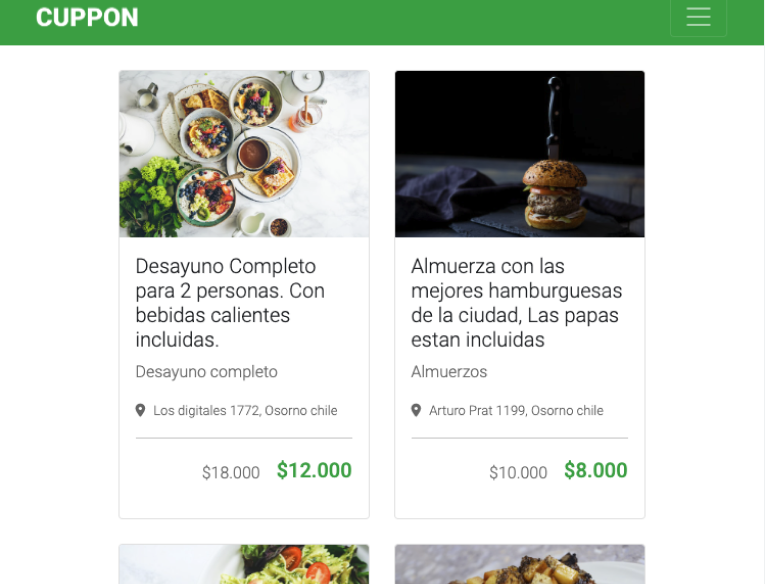 CUPPON
Desayuno Completo
para 2 personas. Con
bebidas calientes
incluidas.
Desayuno completo
Los digitales 1772, Osorno chile
$18.000 $12.000
Almuerza con las
mejores hamburguesas
de la ciudad, Las papas
estan incluidas
Almuerzos
Arturo Prat 1199, Osorno chile
$10.000 $8.000